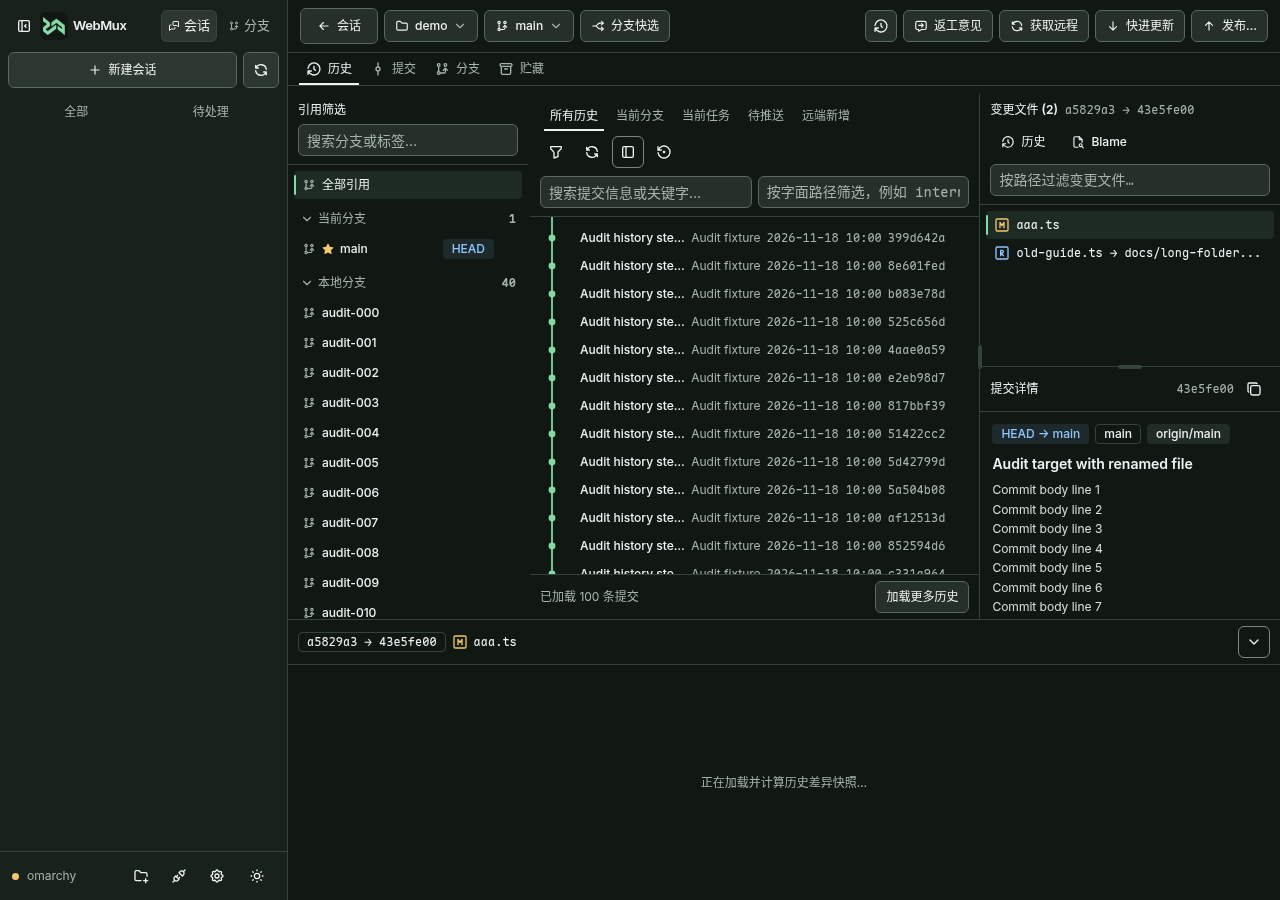 WebMux
会话
分支
新建会话
全部
待处理
omarchy
会话
demo
main
分支快选
返工意见
获取远程
快进更新
发布...
历史
提交
分支
贮藏
引用筛选
搜索分支或标签...
全部引用
当前分支 1
main HEAD
本地分支 40
audit-000
audit-001
audit-002
audit-003
audit-004
audit-005
audit-006
audit-007
audit-008
audit-009
audit-010
所有历史 当前分支 当前任务 待推送 远端新增
搜索提交信息或关键字...
按字面路径筛选，例如 inter
Audit history ste... Audit fixture 2026-11-18 10:00 399d642a
Audit history ste... Audit fixture 2026-11-18 10:00 8e601fed
Audit history ste... Audit fixture 2026-11-18 10:00 b083e78d
Audit history ste... Audit fixture 2026-11-18 10:00 525c656d
Audit history ste... Audit fixture 2026-11-18 10:00 4aae0a59
Audit history ste... Audit fixture 2026-11-18 10:00 e2eb98d7
Audit history ste... Audit fixture 2026-11-18 10:00 817bbf39
Audit history ste... Audit fixture 2026-11-18 10:00 51422cc2
Audit history ste... Audit fixture 2026-11-18 10:00 5d42799d
Audit history ste... Audit fixture 2026-11-18 10:00 5a504b08
Audit history ste... Audit fixture 2026-11-18 10:00 af12513d
Audit history ste... Audit fixture 2026-11-18 10:00 852594d6
Audit history ste... Audit fixture 2026-11-18 10:00
已加载 100 条提交
加载更多历史
变更文件 (2) a5829a3 → 43e5fe00
历史
Blame
按路径过滤变更文件…
M aaa.ts
R old-guide.ts → docs/long-folder...
提交详情 43e5fe00
HEAD → main main origin/main
Audit target with renamed file
Commit body line 1
Commit body line 2
Commit body line 3
Commit body line 4
Commit body line 5
Commit body line 6
Commit body line 7
a5829a3 → 43e5fe00 M aaa.ts
正在加载并计算历史差异快照...